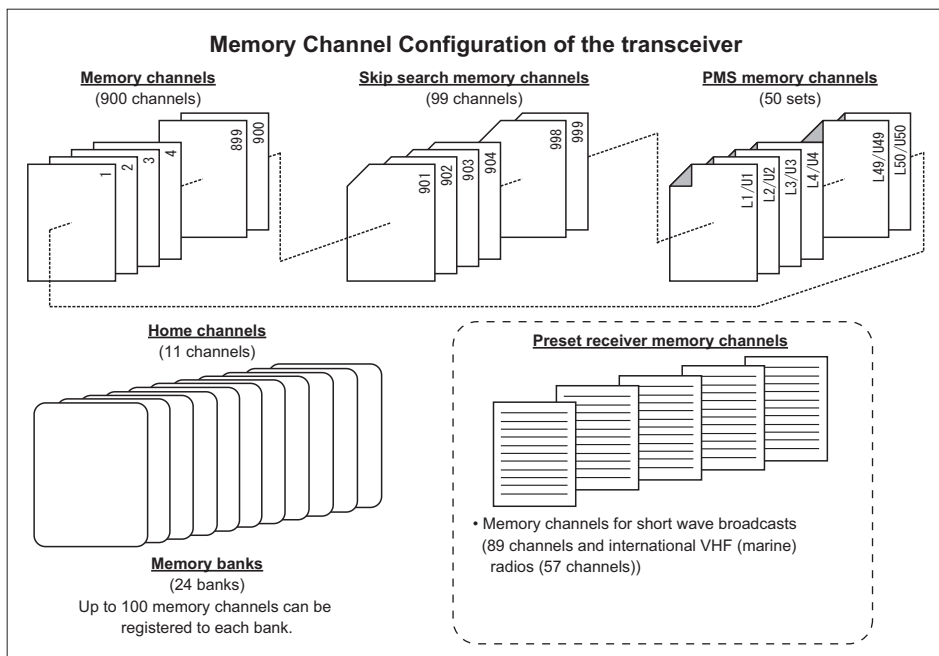 Memory Channel Configuration of the transceiver
Memory channels
(900 channels)
1
2
3
4
899
900
Skip search memory channels
(99 channels)
901
902
903
904
998
999
PMS memory channels
(50 sets)
L1/U1
L2/U2
L3/U3
L4/U4
L49/U49
L50/U50
Home channels
(11 channels)
Memory banks
(24 banks)
Up to 100 memory channels can be
registered to each bank.
Preset receiver memory channels
• Memory channels for short wave broadcasts
(89 channels and international VHF (marine)
radios (57 channels))